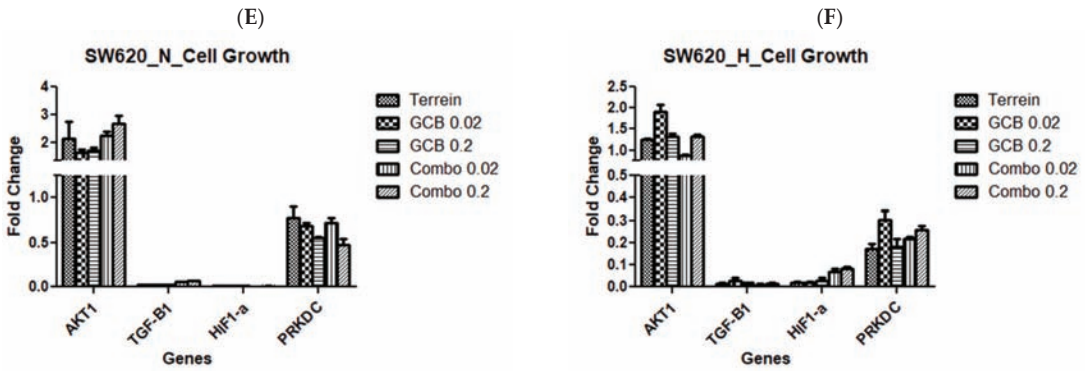 (E)
SW620_N_Cell Growth
Fold Change
4
3
2
1.0
0.5
0.0
AKT1
TGF-B1
HIF1-a
PRKDC
Genes
Terrein
GCB 0.02
GCB 0.2
Combo 0.02
Combo 0.2
(F)
SW620_H_Cell Growth
Fold Change
2.5
2.0
1.5
1.0
0.5
0.4
0.3
0.2
0.1
0.0
AKT1
TGF-B1
HIF1-a
PRKDC
Genes
Terrein
GCB 0.02
GCB 0.2
Combo 0.02
Combo 0.2